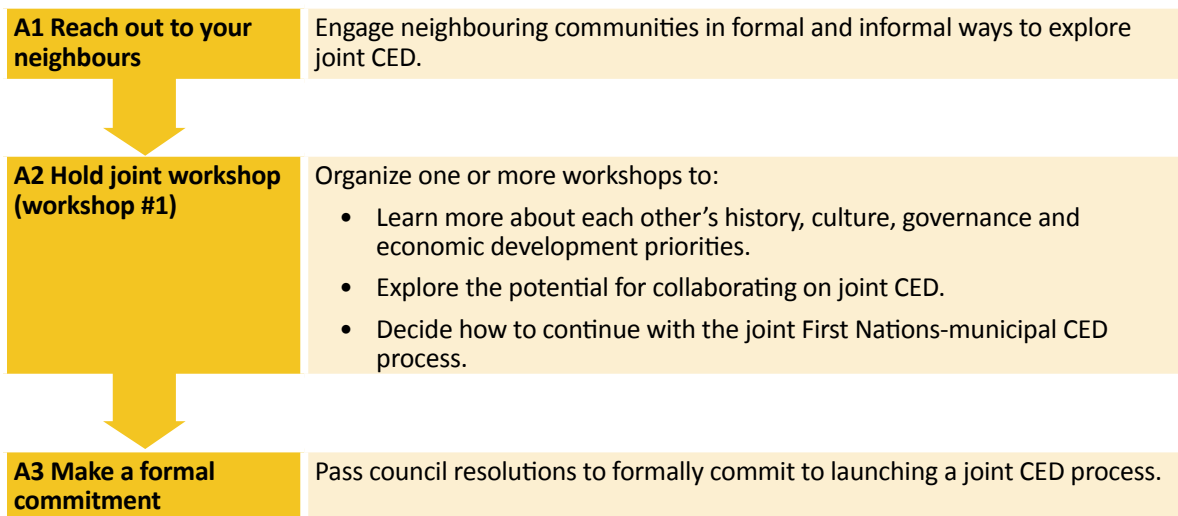 A1 Reach out to your
neighbours
Engage neighbouring communities in formal and informal ways to explore
joint CED.
A2 Hold joint workshop
(workshop #1)
Organize one or more workshops to:
• Learn more about each other’s history, culture, governance and
economic development priorities.
• Explore the potential for collaborating on joint CED.
• Decide how to continue with the joint First Nations-municipal CED
process.
A3 Make a formal
commitment
Pass council resolutions to formally commit to launching a joint CED process.